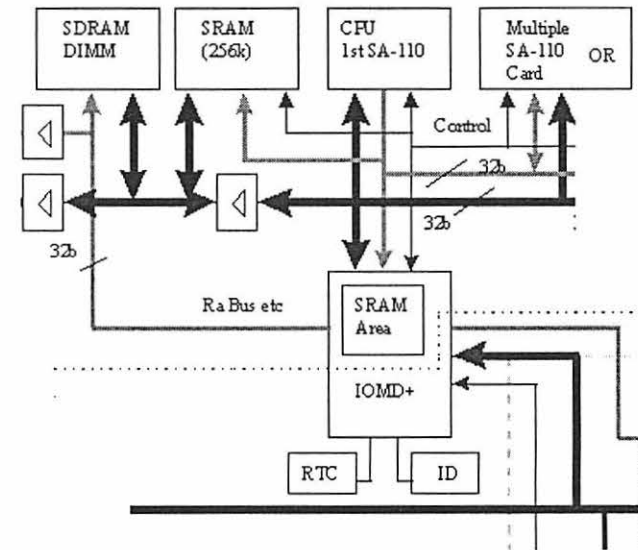 SDRAM
DIMM
SRAM
(256k)
CPU
1st SA-110
Multiple
SA-110 OR
Card
Control
32b
32b
32b
Ra Bus etc
SRAM
Area
IOMD+
RTC
ID